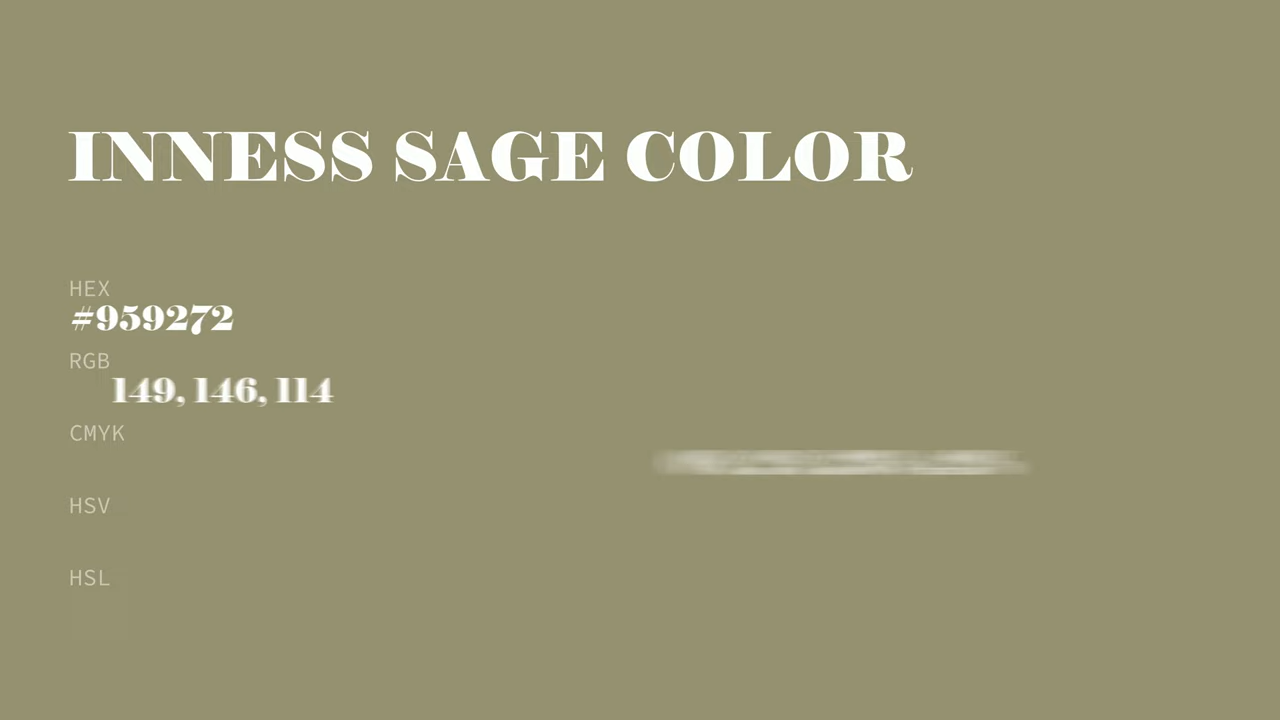 INNESS SAGE COLOR
HEX
#959272
RGB
149, 146, 114
CMYK
HSV
HSL